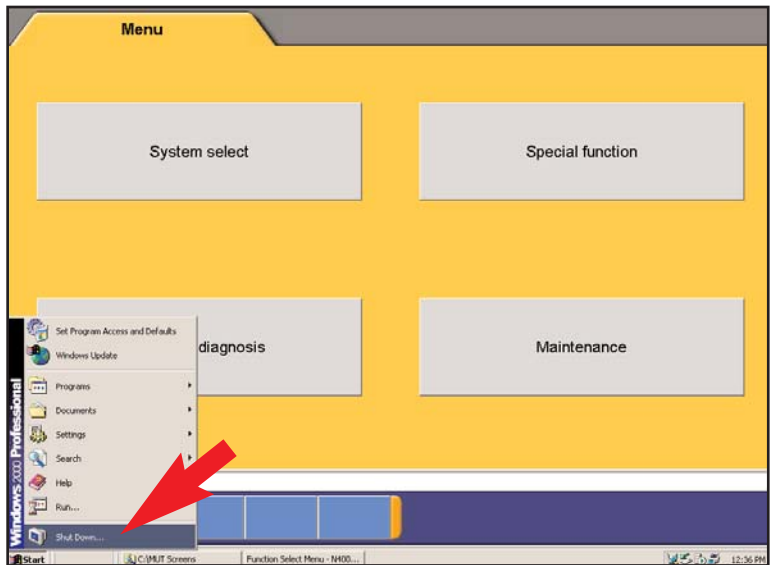 Menu
System select
Special function
diagnosis
Maintenance
Windows 2000 Professional
Set Program Access and Defaults
Windows Update
Programs
Documents
Settings
Search
Help
Run...
Shut Down...
Start
C:\MUT Screens
Function Select Menu - N400...
12:36 PM